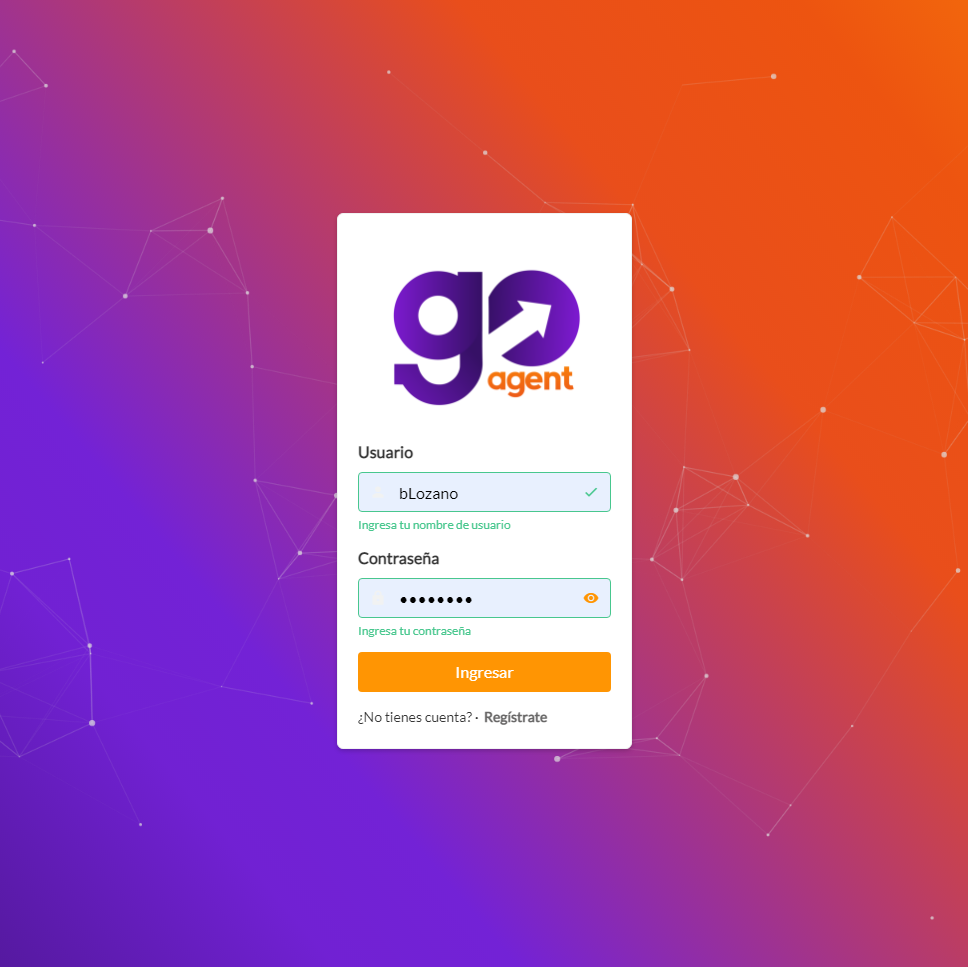 go
agent
Usuario
bLozano
Ingresa tu nombre de usuario
Contraseña
••••••••
Ingresa tu contraseña
Ingresar
¿No tienes cuenta? · Regístrate